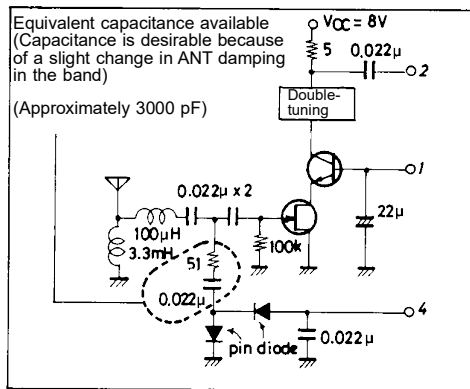 Equivalent capacitance available
(Capacitance is desirable because
of a slight change in ANT damping
in the band)
(Approximately 3000 pF)
VCC = 8V
5
0.022μ
2
Double-
tuning
1
0.022μ x 2
22μ
100μH
3.3mH
100k
51
0.022μ
4
pin diode
0.022μ